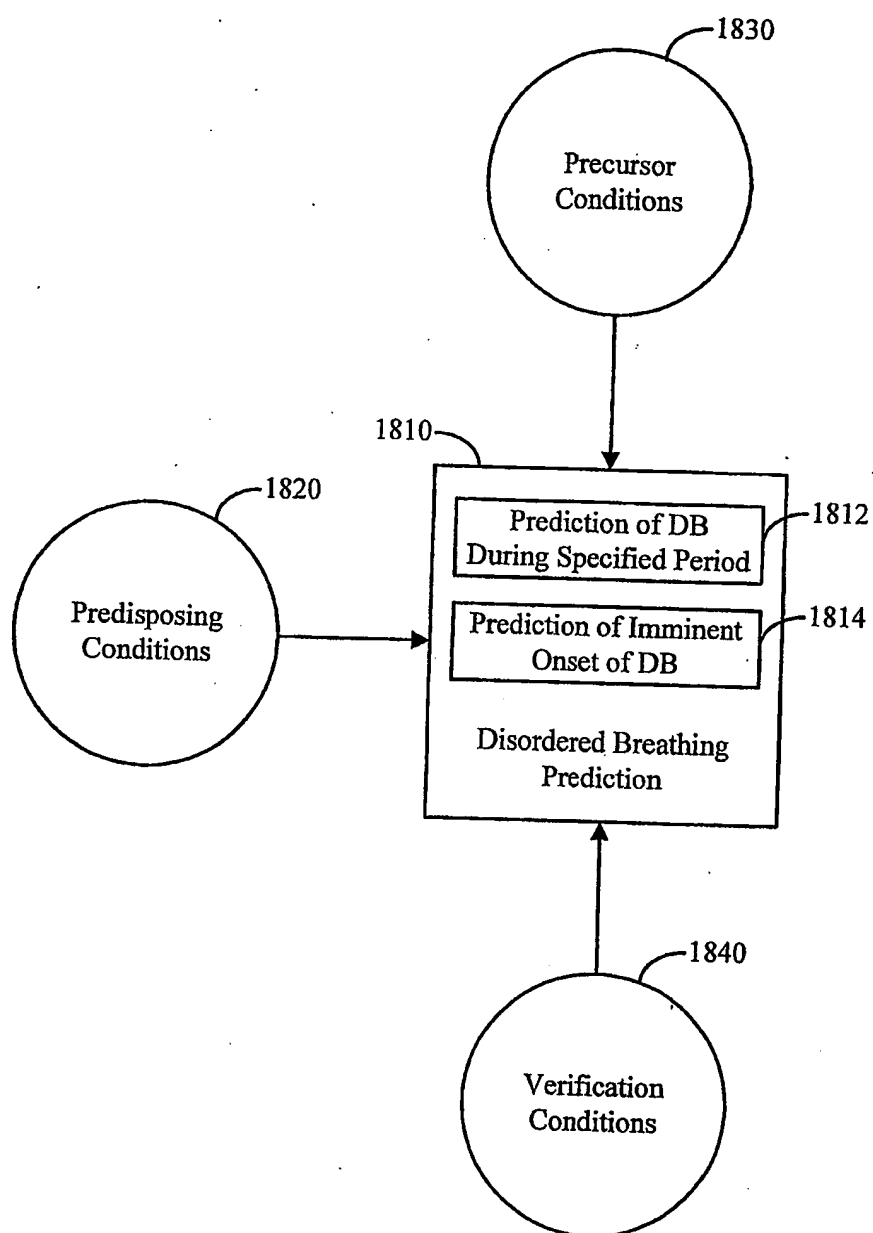 1830
Precursor
Conditions
1810
1820
Prediction of DB
During Specified Period
1812
Predisposing
Conditions
Prediction of Imminent
Onset of DB
1814
Disordered Breathing
Prediction
1840
Verification
Conditions